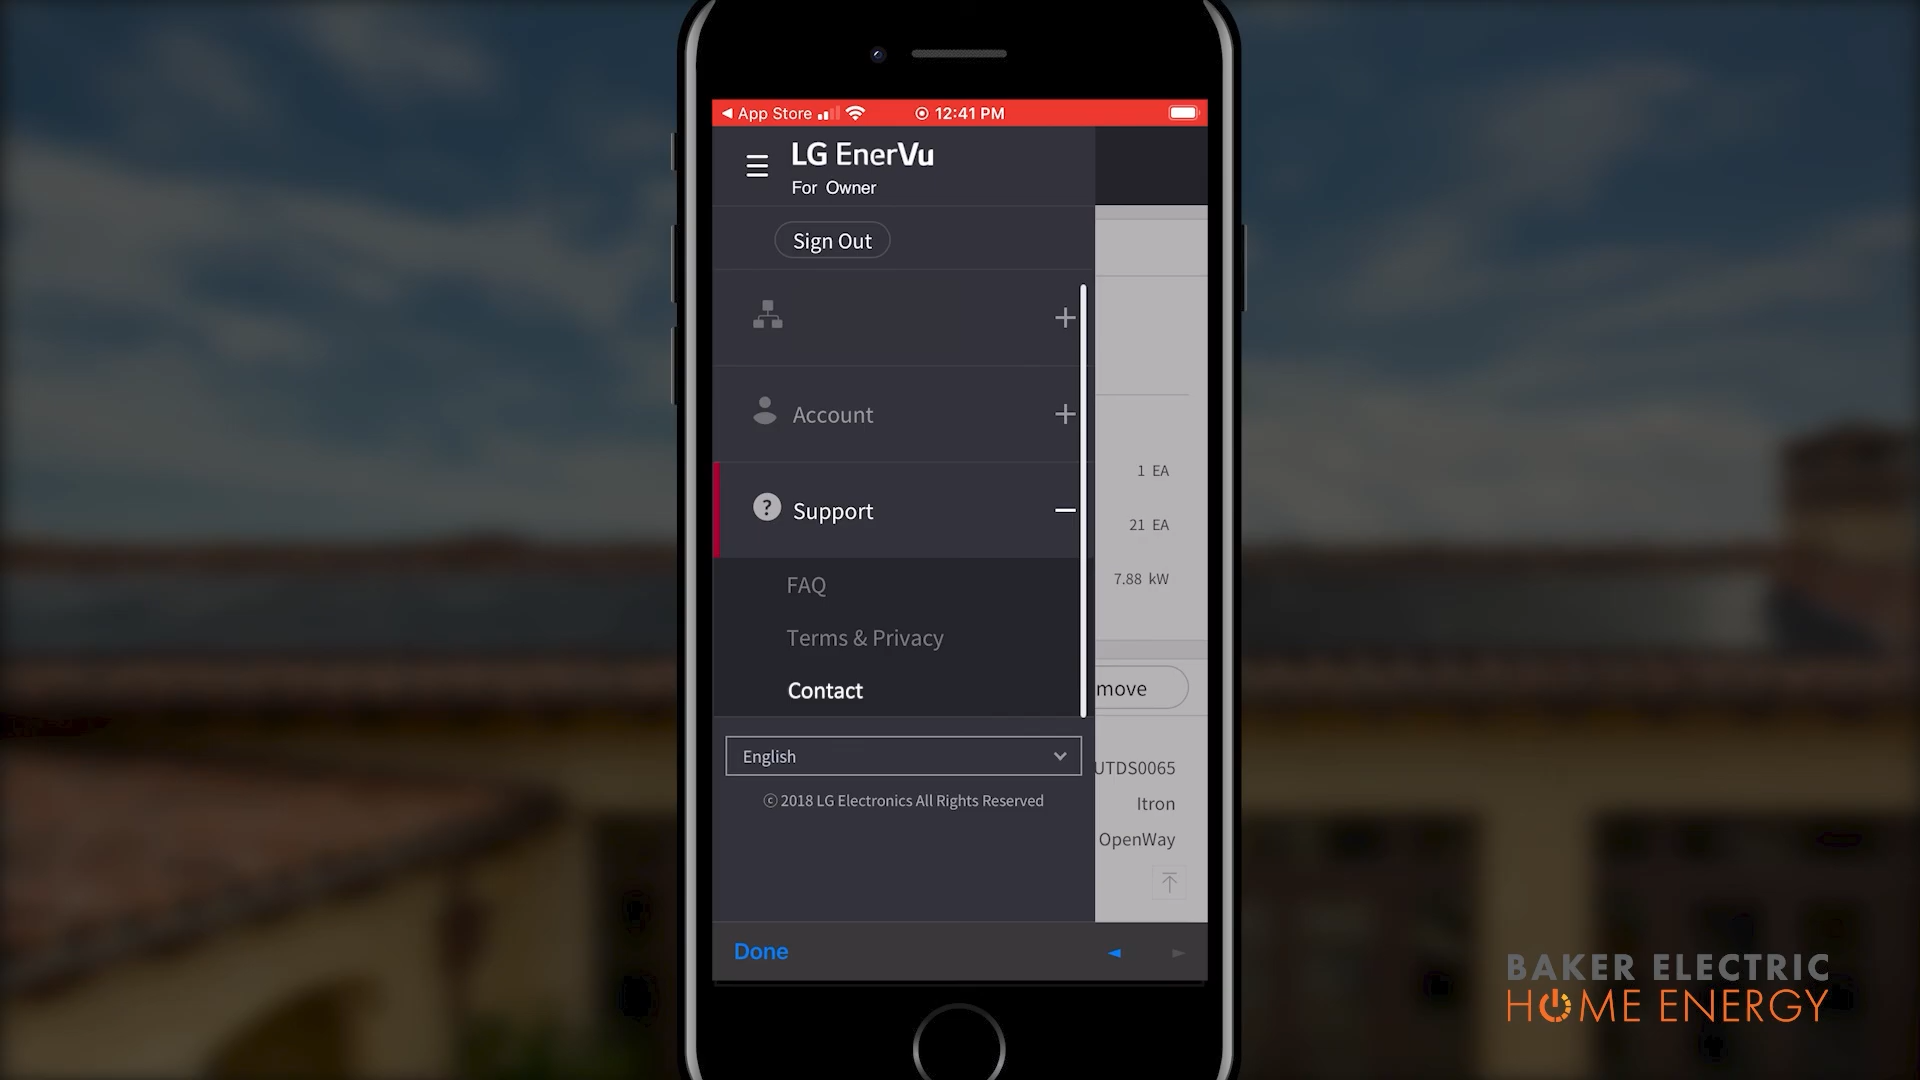 App Store
12:41 PM
LG EnerVu
For Owner
Sign Out
Account
Support
FAQ
Terms & Privacy
Contact
English
ⓒ 2018 LG Electronics All Rights Reserved
1 EA
21 EA
7.88 kW
move
UTDS0065
Itron
OpenWay
Done
BAKER ELECTRIC
HOME ENERGY